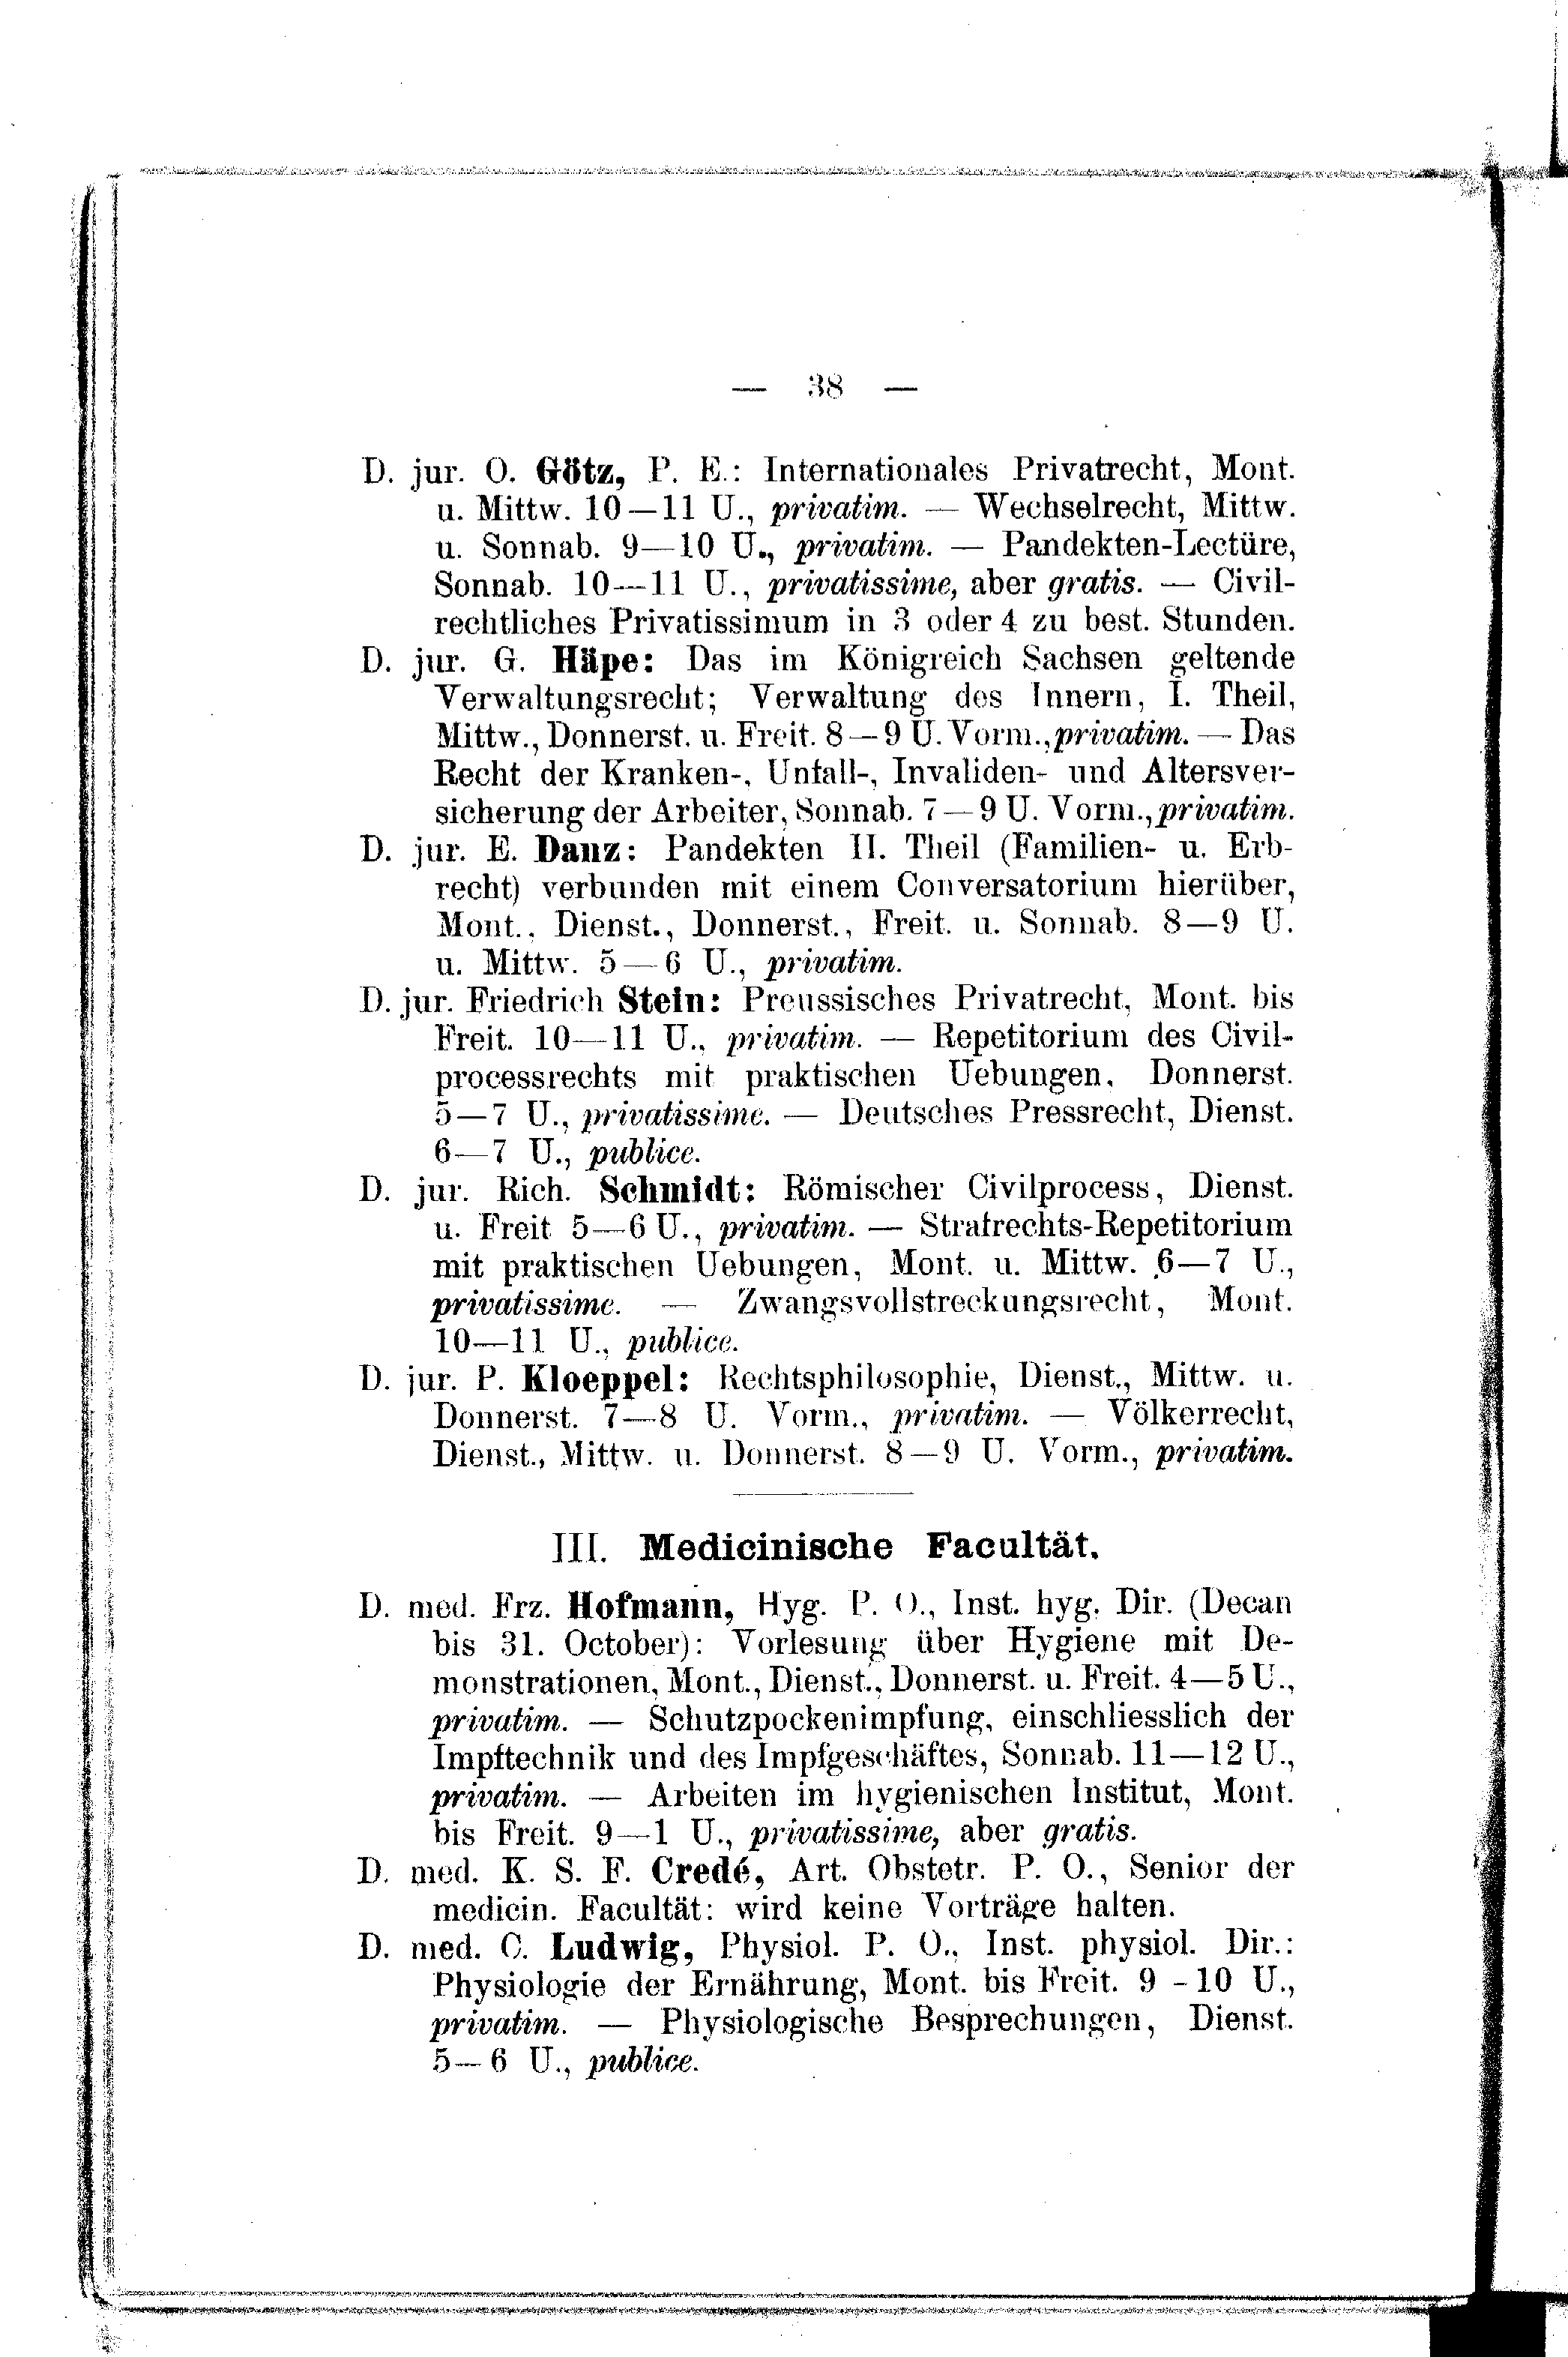 — 38 —
D. jur. O. Götz, P. E.: Internationales Privatrecht, Mont.
u. Mittw. 10—11 U., privatim. — Wechselrecht, Mittw.
u. Sonnab. 9—10 U., privatim. — Pandekten-Lectüre,
Sonnab. 10—11 U., privatissime, aber gratis. — Civil-
rechtliches Privatissimum in 3 oder 4 zu best. Stunden.
D. jur. G. Häpe: Das im Königreich Sachsen geltende
Verwaltungsrecht; Verwaltung des Innern, I. Theil,
Mittw., Donnerst. u. Freit. 8—9 U. Vorm., privatim. — Das
Recht der Kranken-, Unfall-, Invaliden- und Altersver-
sicherung der Arbeiter, Sonnab. 7—9 U. Vorm., privatim.
D. jur. E. Danz: Pandekten II. Theil (Familien- u. Erb-
recht) verbunden mit einem Conversatorium hierüber,
Mont., Dienst., Donnerst., Freit. u. Sonnab. 8—9 U.
u. Mittw. 5—6 U., privatim.
D. jur. Friedrich Stein: Preussisches Privatrecht, Mont. bis
Freit. 10—11 U., privatim. — Repetitorium des Civil-
processrechts mit praktischen Uebungen, Donnerst.
5—7 U., privatissime. — Deutsches Pressrecht, Dienst.
6—7 U., publice.
D. jur. Rich. Schmidt: Römischer Civilprocess, Dienst.
u. Freit 5—6 U., privatim. — Strafrechts-Repetitorium
mit praktischen Uebungen, Mont. u. Mittw. 6—7 U.,
privatissime. — Zwangsvollstreckungsrecht, Mont.
10—11 U., publice.
D. jur. P. Kloeppel: Rechtsphilosophie, Dienst., Mittw. u.
Donnerst. 7—8 U. Vorm., privatim. — Völkerrecht,
Dienst., Mittw. u. Donnerst. 8—9 U. Vorm., privatim.
III. Medicinische Facultät.
D. med. Frz. Hofmann, Hyg. P. O., Inst. hyg. Dir. (Decan
bis 31. October): Vorlesung über Hygiene mit De-
monstrationen, Mont., Dienst., Donnerst. u. Freit. 4—5 U.,
privatim. — Schutzpockenimpfung, einschliesslich der
Impftechnik und des Impfgeschäftes, Sonnab. 11—12 U.,
privatim. — Arbeiten im hygienischen Institut, Mont.
bis Freit. 9—1 U., privatissime, aber gratis.
D. med. K. S. F. Credé, Art. Obstetr. P. O., Senior der
medicin. Facultät: wird keine Vorträge halten.
D. med. C. Ludwig, Physiol. P. O., Inst. physiol. Dir.:
Physiologie der Ernährung, Mont. bis Freit. 9-10 U.,
privatim. — Physiologische Besprechungen, Dienst.
5—6 U., publice.